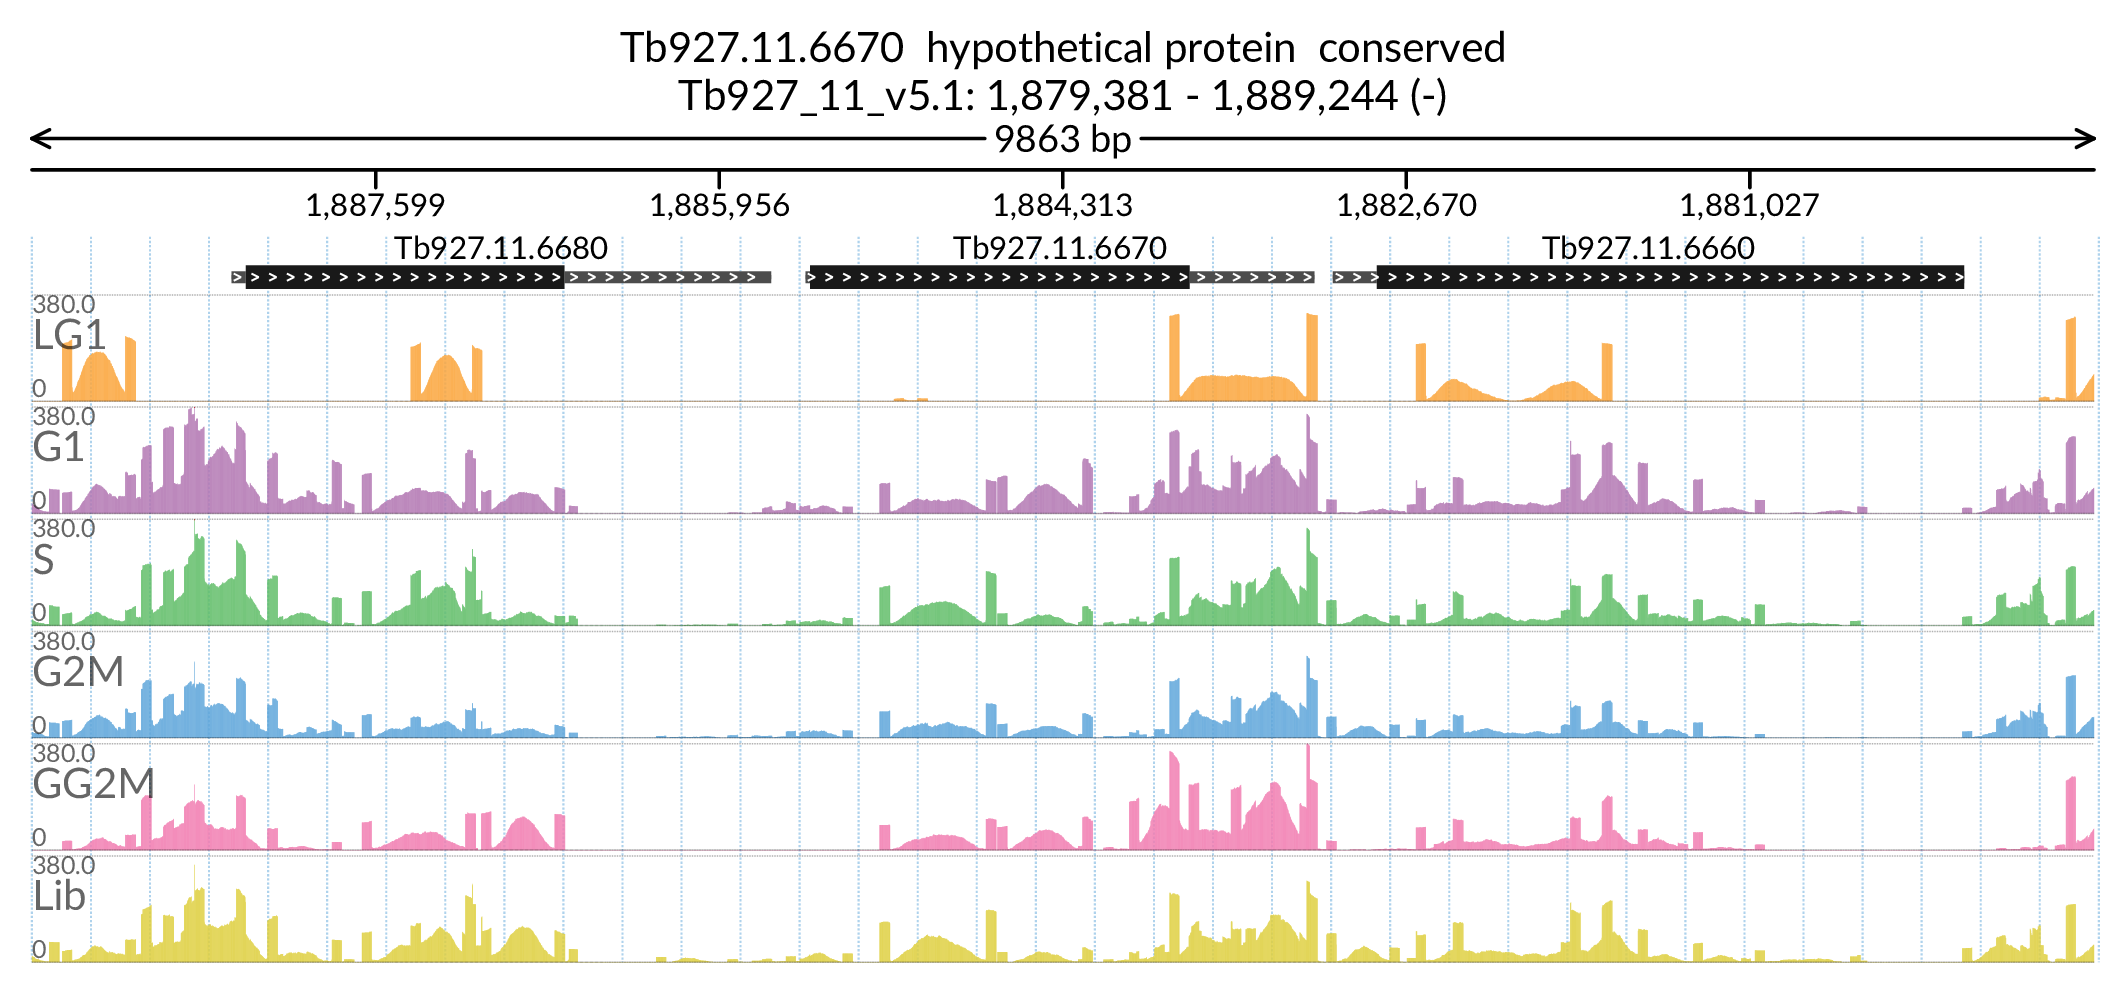 Tb927.11.6670  hypothetical protein  conserved
Tb927_11_v5.1: 1,879,381 - 1,889,244 (-)
9863 bp
1,887,599 1,885,956 1,884,313 1,882,670 1,881,027
Tb927.11.6680 Tb927.11.6670 Tb927.11.6660
380.0
LG1
0
380.0
G1
0
380.0
S
0
380.0
G2M
0
380.0
GG2M
0
380.0
Lib
0